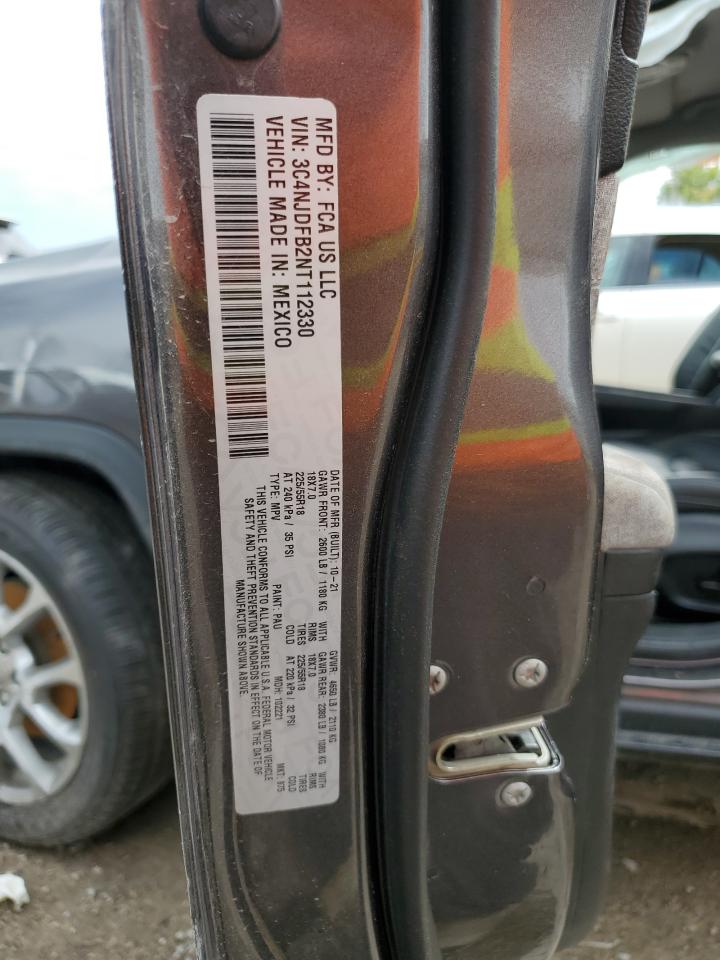 MFD BY: FCA US LLC
VIN: 3C4NJDFB2NT112330
VEHICLE MADE IN: MEXICO
DATE OF MFR (BUILT): 10-21 GVWR: 4650 LB / 2110 KG
GAWR FRONT: 2600 LB / 1180 KG WITH GAWR REAR: 2380 LB / 1080 KG WITH
18X7.0 RIMS 18X7.0 RIMS
225/55R18 TIRES 225/55R18 TIRES
AT 240 kPa / 35 PSI COLD AT 220 kPa / 32 PSI COLD
TYPE: MPV PAINT: PAU MDH: 102221 MKT: 975
THIS VEHICLE CONFORMS TO ALL APPLICABLE U.S.A. FEDERAL MOTOR VEHICLE
SAFETY AND THEFT PREVENTION STANDARDS IN EFFECT ON THE DATE OF
MANUFACTURE SHOWN ABOVE.